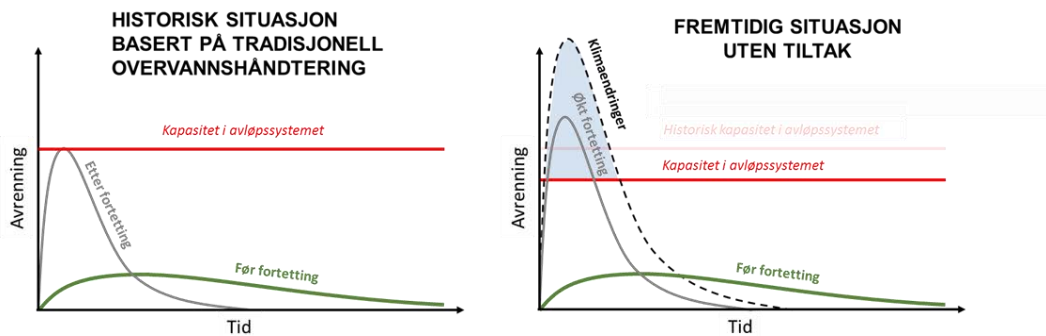 HISTORISK SITUASJON
BASERT PÅ TRADISJONELL
OVERVANNSHÅNDTERING
Avrenning
Kapasitet i avløpssystemet
Etter fortetting
Før fortetting
Tid
FREMTIDIG SITUASJON
UTEN TILTAK
Avrenning
Klimaendringer
Økt fortetting
Historisk kapasitet i avløpssystemet
Kapasitet i avløpssystemet
Før fortetting
Tid